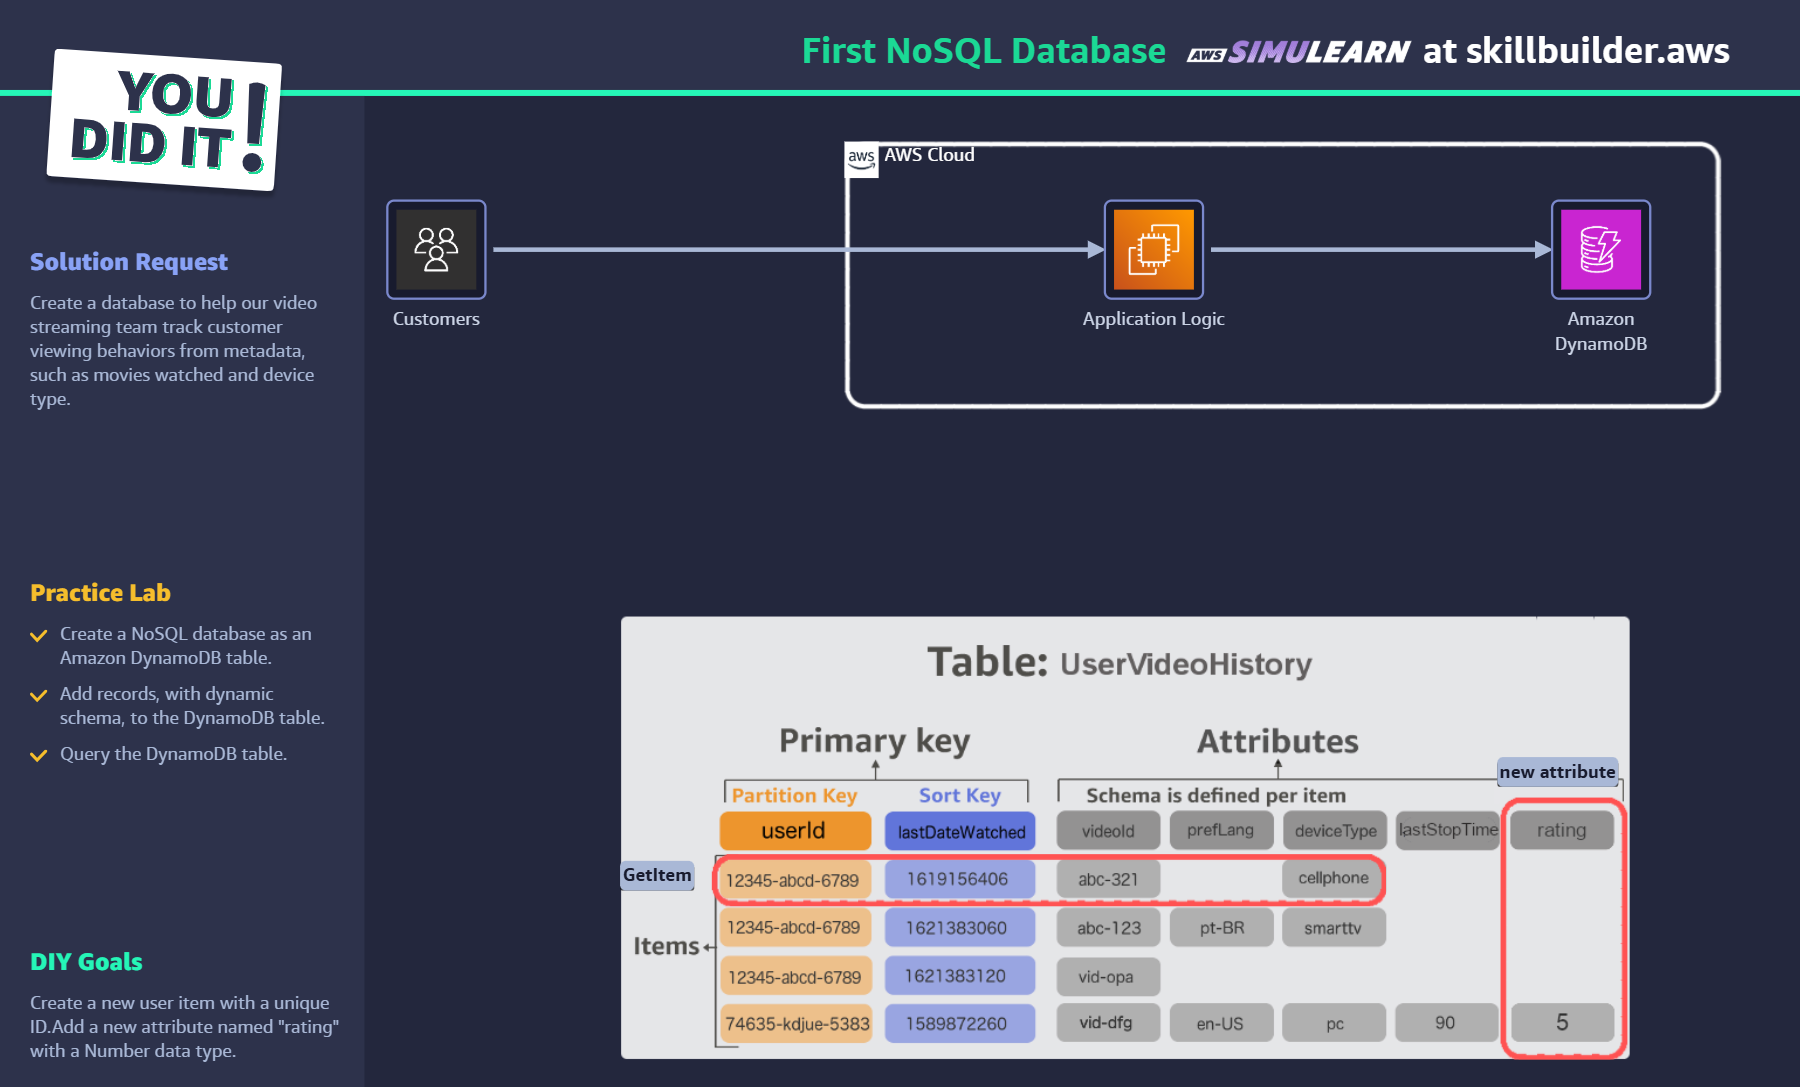 First NoSQL Database aws SIMULEARN at skillbuilder.aws
YOU
DID IT!
Solution Request
Create a database to help our video
streaming team track customer
viewing behaviors from metadata,
such as movies watched and device
type.
Practice Lab
Create a NoSQL database as an
Amazon DynamoDB table.
Add records, with dynamic
schema, to the DynamoDB table.
Query the DynamoDB table.
DIY Goals
Create a new user item with a unique
ID.Add a new attribute named "rating"
with a Number data type.
aws AWS Cloud
Customers
Application Logic
Amazon
DynamoDB
Table: UserVideoHistory
Primary key
Attributes
new attribute
Partition Key
Sort Key
Schema is defined per item
userId lastDateWatched videoId prefLang deviceType lastStopTime rating
GetItem
12345-abcd-6789 1619156406 abc-321 cellphone
12345-abcd-6789 1621383060 abc-123 pt-BR smarttv
Items
12345-abcd-6789 1621383120 vid-opa
74635-kdjue-5383 1589872260 vid-dfg en-US pc 90 5